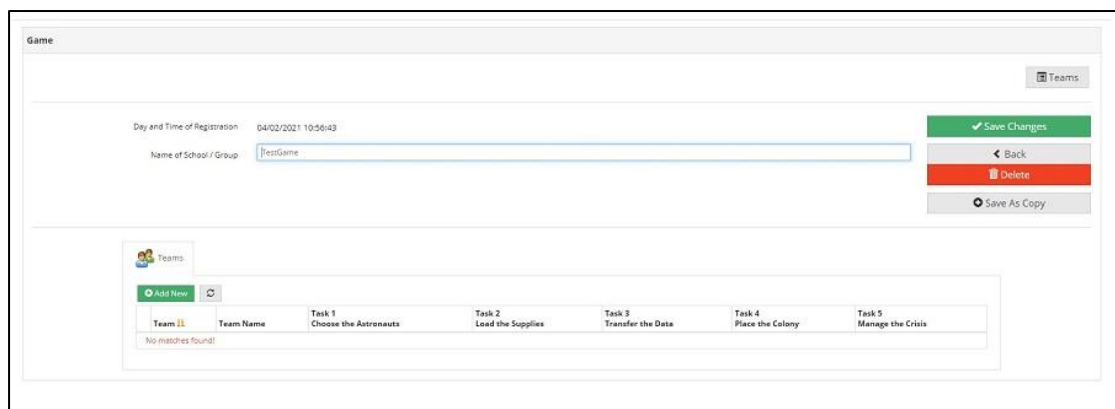 Game
Teams
Day and Time of Registration 04/02/2021 10:56:43
Save Changes
Name of School / Group TestGame
Back
Delete
Save As Copy
Teams
Add New
Team Team Name Task 1 Task 2 Task 3 Task 4 Task 5
Choose the Astronauts Load the Supplies Transfer the Data Place the Colony Manage the Crisis
No matches found!